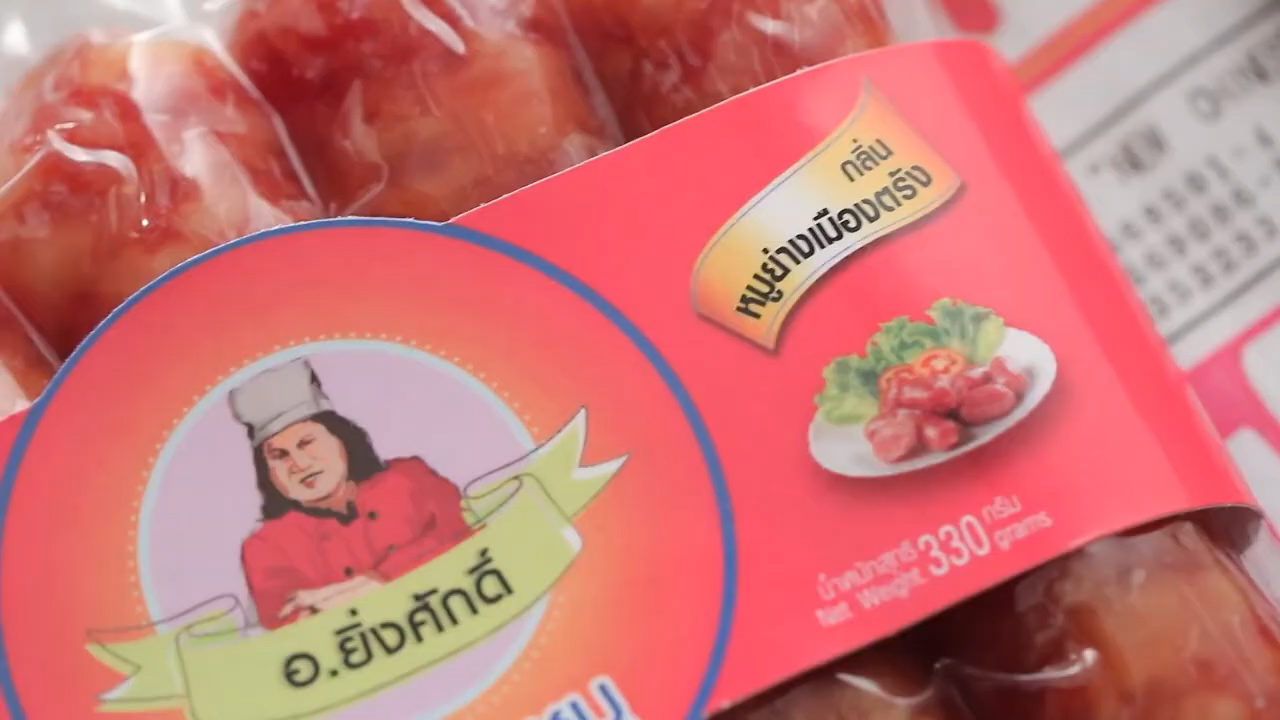 กลิ่น
หมูย่างเมืองตรัง
อ.ยิ่งศักดิ์
น้ำหนักสุทธิ 330 กรัม
Net Weight grams